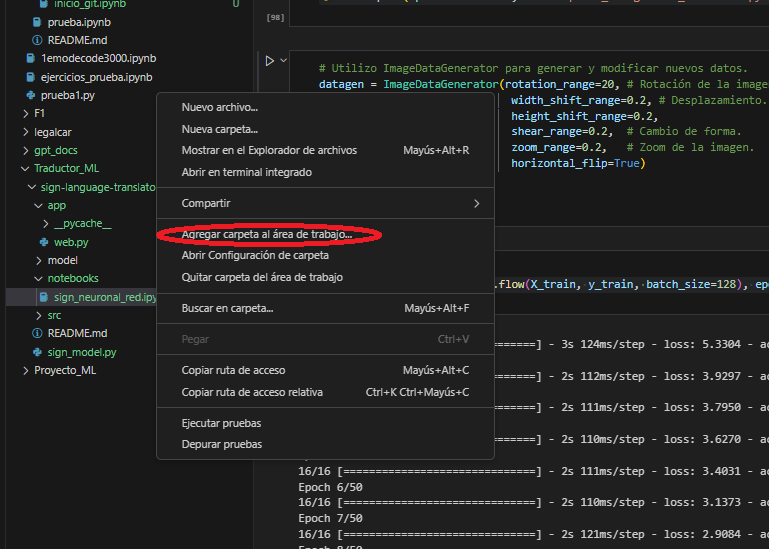 inicio_git.ipynb U
prueba.ipynb
README.md
1emodecode3000.ipynb
ejercicios_prueba.ipynb
prueba1.py
F1
legalcar
gpt_docs
Traductor_ML
sign-language-translato
app
__pycache__
web.py
model
notebooks
sign_neuronal_red.ipy
src
README.md
sign_model.py
Proyecto_ML
Nuevo archivo...
Nueva carpeta...
Mostrar en el Explorador de archivos Mayús+Alt+R
Abrir en terminal integrado
Compartir
Agregar carpeta al área de trabajo...
Abrir Configuración de carpeta
Quitar carpeta del área de trabajo
Buscar en carpeta... Mayús+Alt+F
Pegar Ctrl+V
Copiar ruta de acceso Mayús+Alt+C
Copiar ruta de acceso relativa Ctrl+K Ctrl+Mayús+C
Ejecutar pruebas
Depurar pruebas
[98]
# Utilizo ImageDataGenerator para generar y modificar nuevos datos.
datagen = ImageDataGenerator(rotation_range=20, # Rotación de la image
width_shift_range=0.2, # Desplazamiento.
height_shift_range=0.2,
shear_range=0.2, # Cambio de forma.
zoom_range=0.2, # Zoom de la imagen.
horizontal_flip=True)
.flow(X_train, y_train, batch_size=128), epo
=======] - 3s 124ms/step - loss: 5.3304 - ac
=======] - 2s 112ms/step - loss: 3.9297 - ac
=======] - 2s 111ms/step - loss: 3.7950 - ac
=======] - 2s 110ms/step - loss: 3.6270 - ac
16/16 [==============================] - 2s 111ms/step - loss: 3.4031 - ac
Epoch 6/50
16/16 [==============================] - 2s 110ms/step - loss: 3.1373 - ac
Epoch 7/50
16/16 [==============================] - 2s 121ms/step - loss: 2.9084 - ac
Epoch 8/50